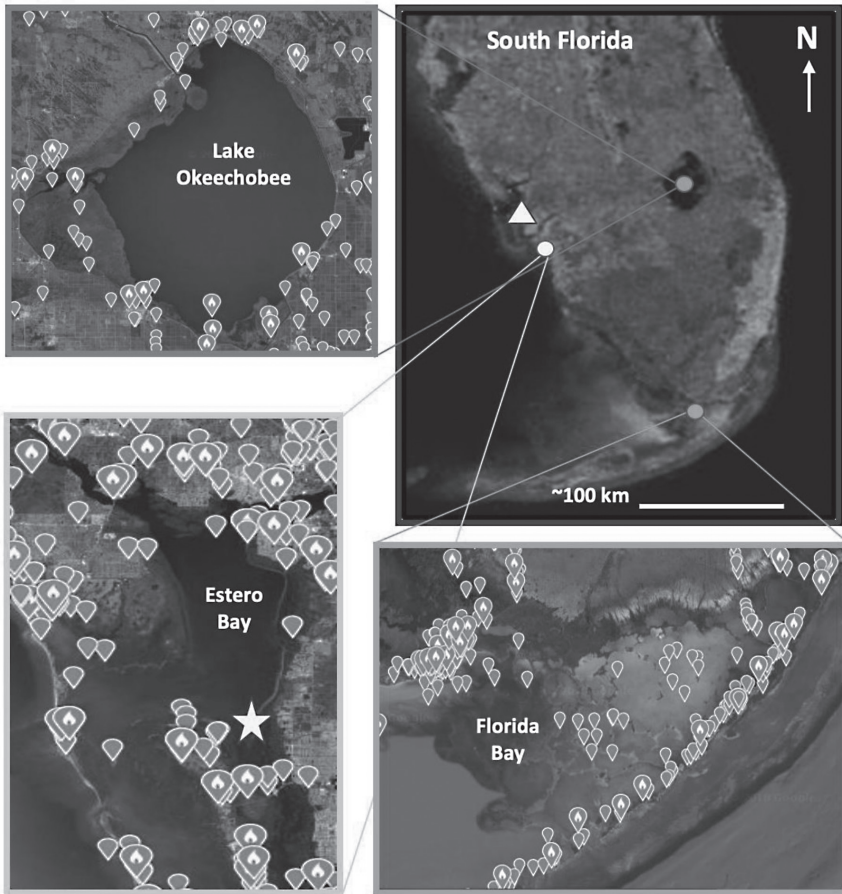 South Florida
N
Lake
Okeechobee
~100 km
Estero
Bay
Florida
Bay